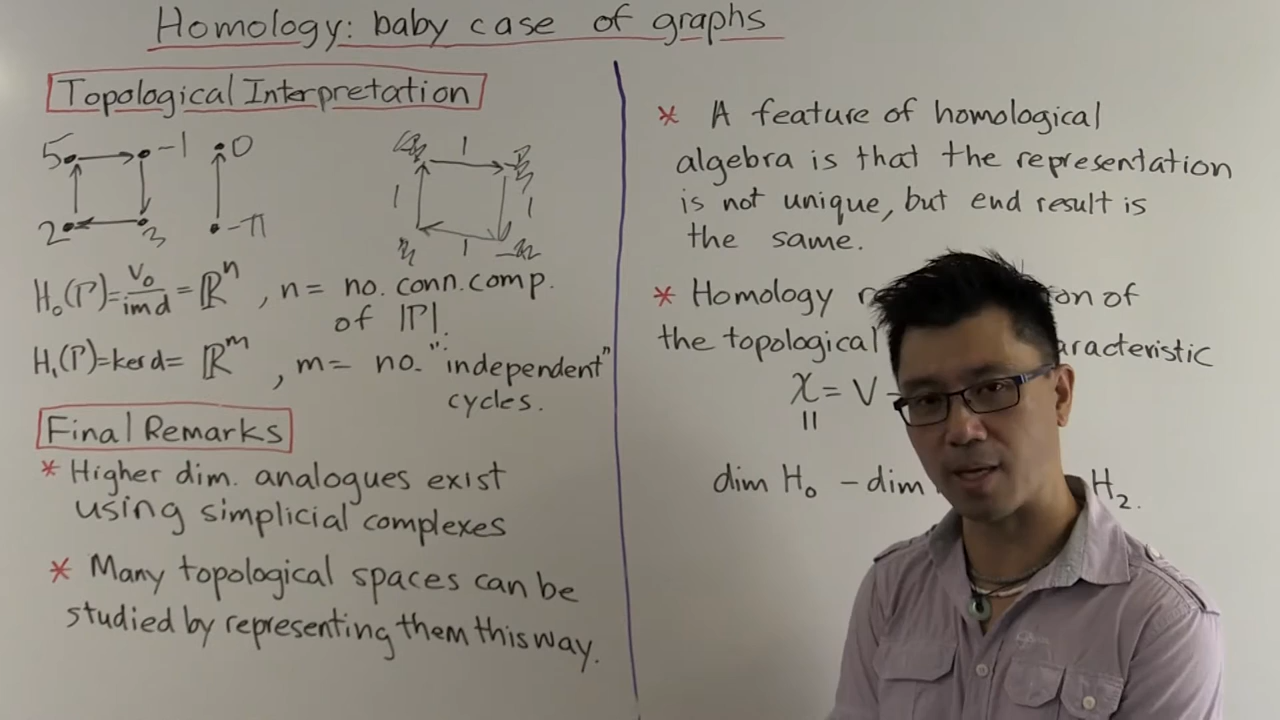 Homology: baby case of graphs
Topological Interpretation
5 -1 0
2 3 -π
1
1 1
1
H₀(Γ)=V₀/im d = ℝⁿ, n = no. conn. comp.
of |Γ|.
H₁(Γ)=ker d= ℝᵐ, m = no. "independent"
cycles.
Final Remarks
* Higher dim. analogues exist
using simplicial complexes
* Many topological spaces can be
studied by representing them this way.
* A feature of homological
algebra is that the representation
is not unique, but end result is
the same.
* Homology on of
the topological aracteristic
χ = V -
||
dim H₀ - dim H₂.